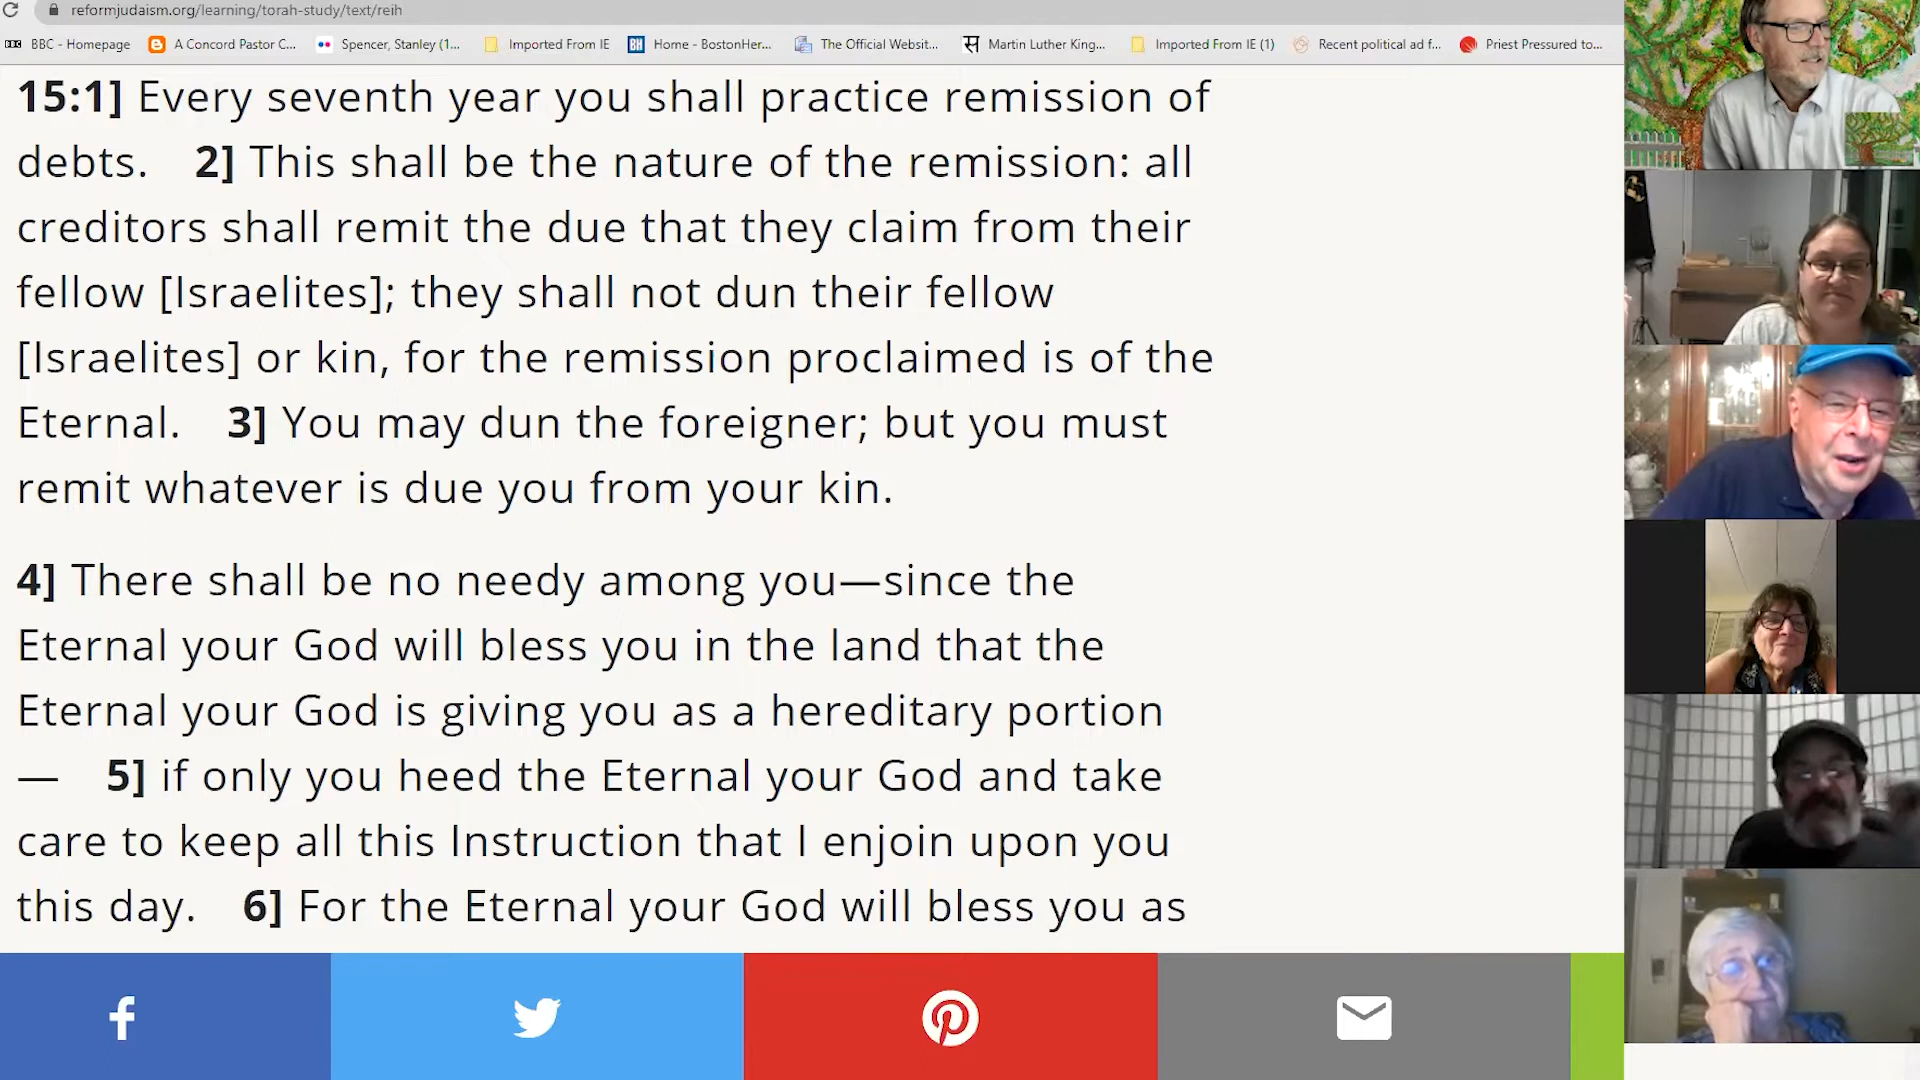 reformjudaism.org/learning/torah-study/text/reih
BBC BBC - Homepage A Concord Pastor C... Spencer, Stanley (1... Imported From IE BH Home - BostonHer... The Official Websit... Martin Luther King,... Imported From IE (1) Recent political ad f... Priest Pressured to...
15:1] Every seventh year you shall practice remission of
debts. 2] This shall be the nature of the remission: all
creditors shall remit the due that they claim from their
fellow [Israelites]; they shall not dun their fellow
[Israelites] or kin, for the remission proclaimed is of the
Eternal. 3] You may dun the foreigner; but you must
remit whatever is due you from your kin.
4] There shall be no needy among you—since the
Eternal your God will bless you in the land that the
Eternal your God is giving you as a hereditary portion
— 5] if only you heed the Eternal your God and take
care to keep all this Instruction that I enjoin upon you
this day. 6] For the Eternal your God will bless you as